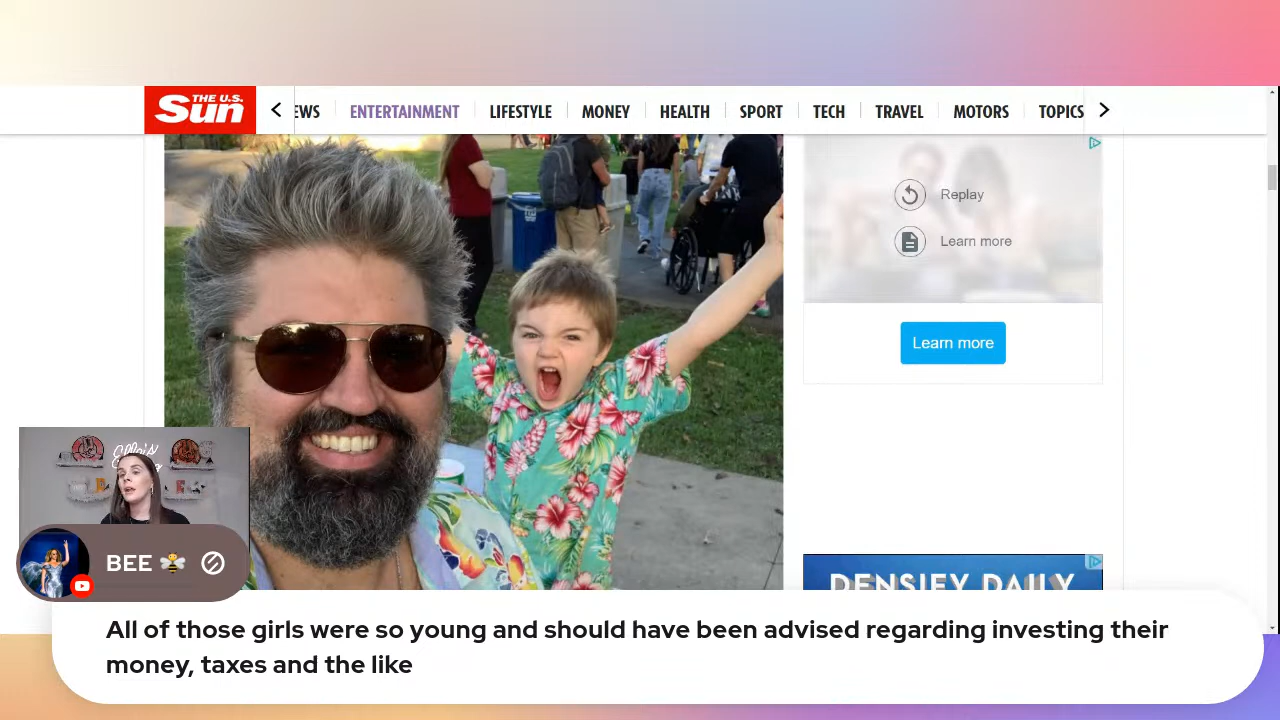 THE U.S.
Sun
EWS ENTERTAINMENT LIFESTYLE MONEY HEALTH SPORT TECH TRAVEL MOTORS TOPICS
Replay
Learn more
Learn more
DENSIFY DAILY
BEE 🐝
All of those girls were so young and should have been advised regarding investing their
money, taxes and the like